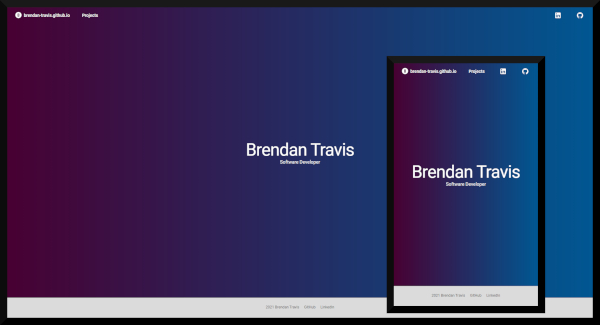 brendan-travis.github.io Projects
Brendan Travis
Software Developer
2021 Brendan Travis GitHub LinkedIn
brendan-travis.github.io Projects
Brendan Travis
Software Developer
2021 Brendan Travis GitHub LinkedIn